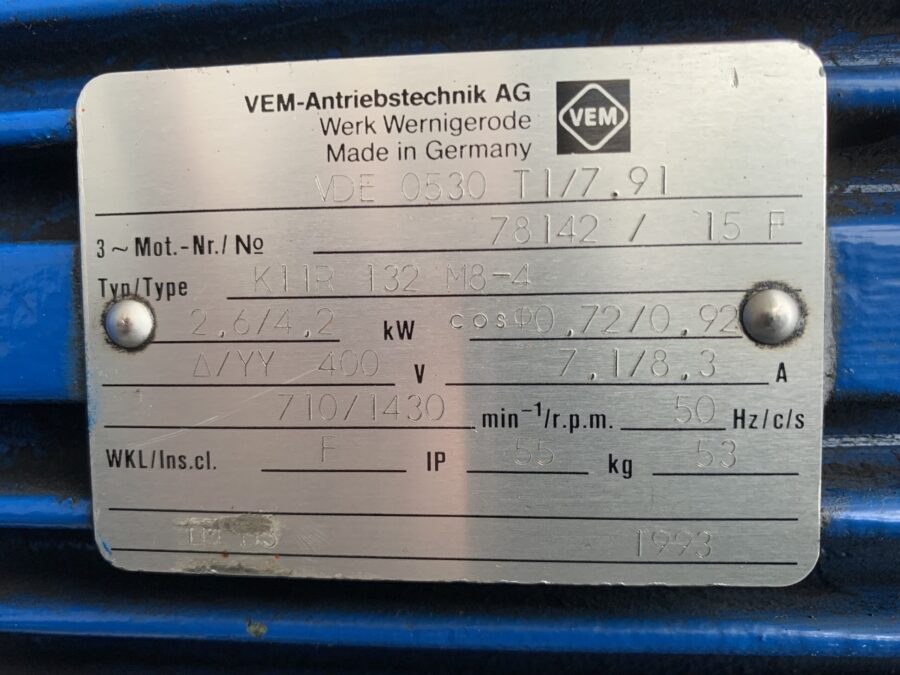 VEM-Antriebstechnik AG
Werk Wernigerode
Made in Germany
VEM
VDE 0530 T1/7.91
3~Mot.-Nr./No 78142 / 15 F
Typ/Type K11R 132 M8-4
2,6/4,2 kW cosφ0,72/0,92
Δ/YY 400 V 7,1/8,3 A
710/1430 min⁻¹/r.p.m. 50 Hz/c/s
WKL/Ins.cl. F IP 55 kg 53
IM B3 1993